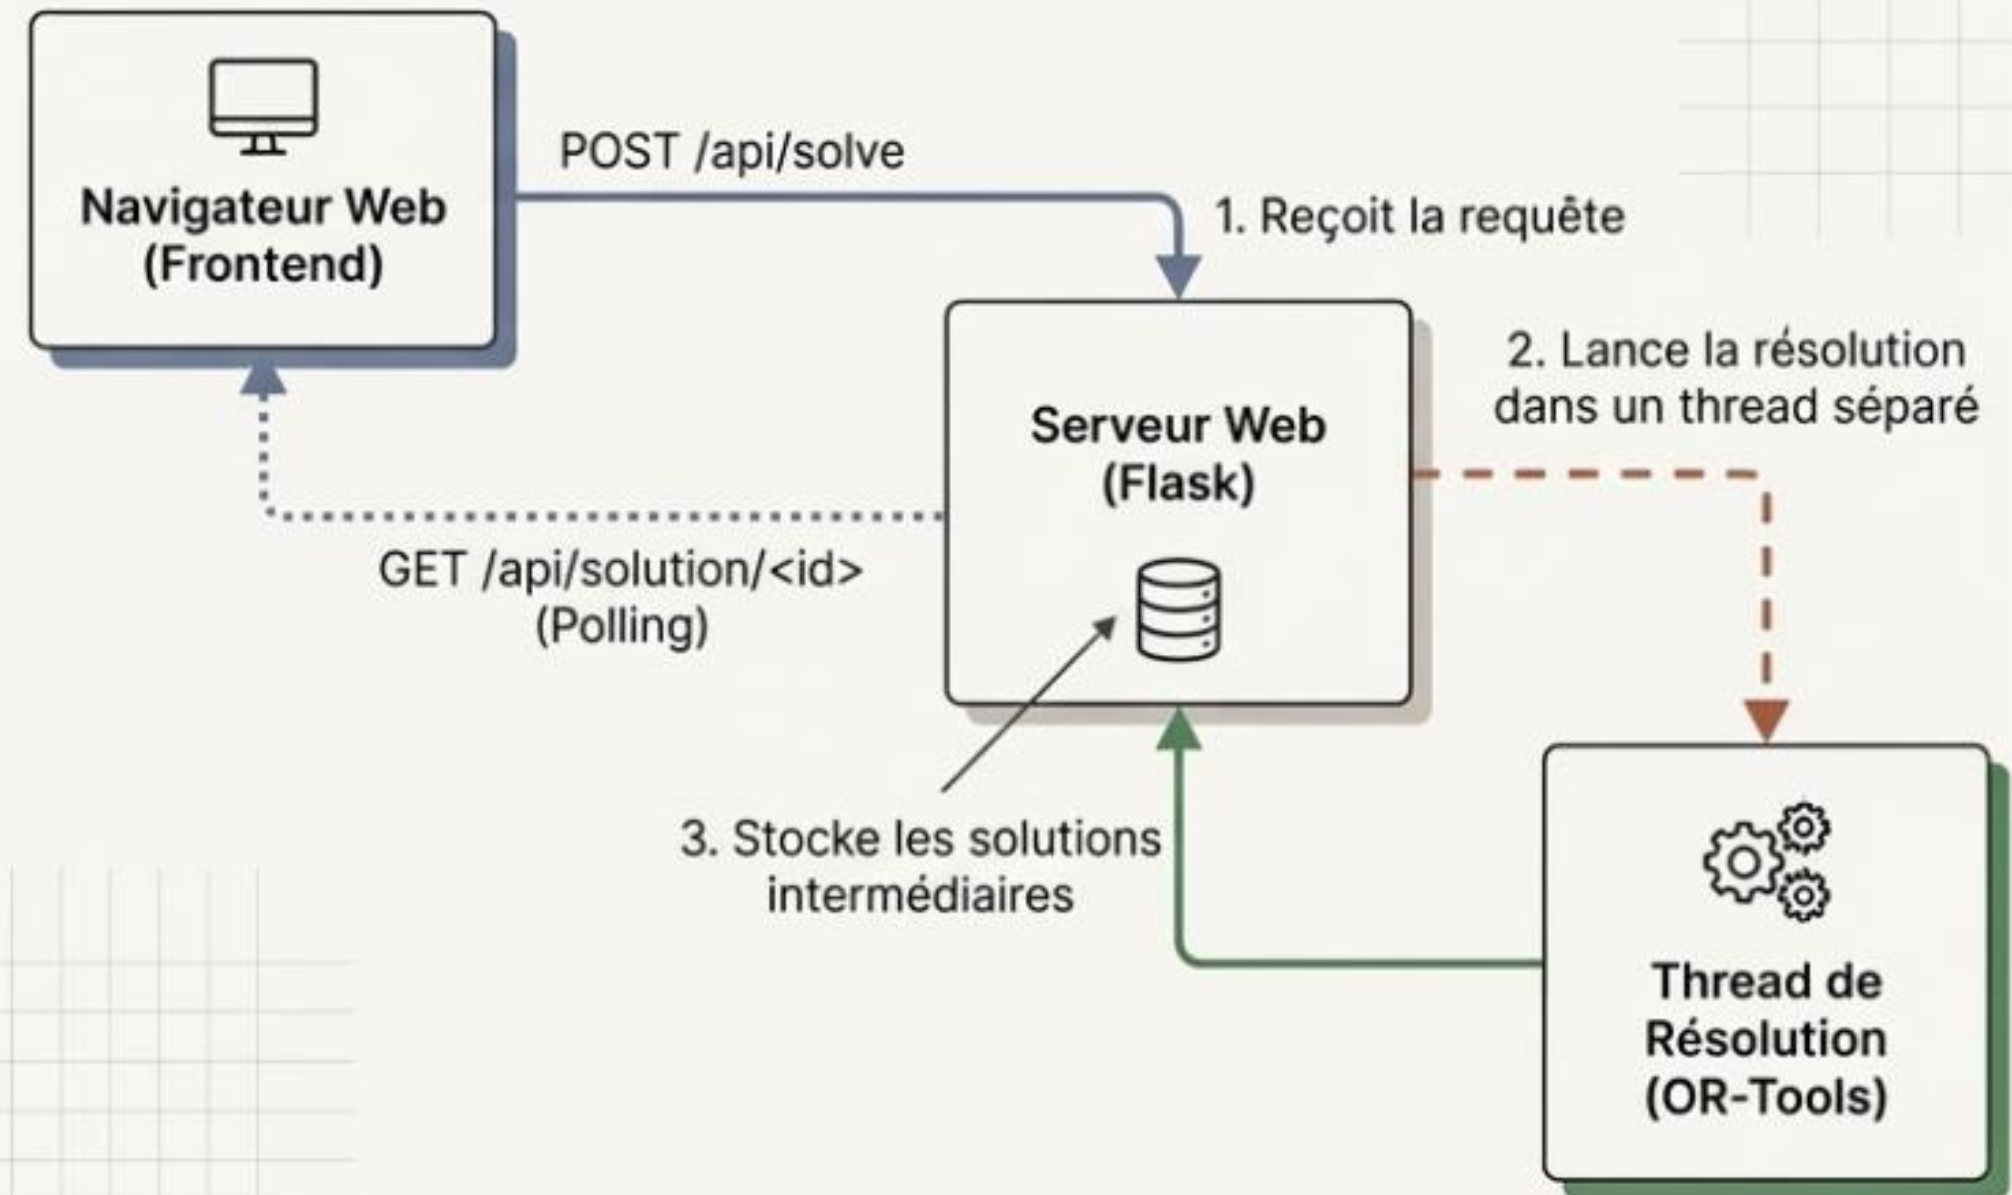 Navigateur Web
(Frontend)
POST /api/solve
1. Reçoit la requête
Serveur Web
(Flask)
2. Lance la résolution
dans un thread séparé
GET /api/solution/<id>
(Polling)
3. Stocke les solutions
intermédiaires
Thread de
Résolution
(OR-Tools)